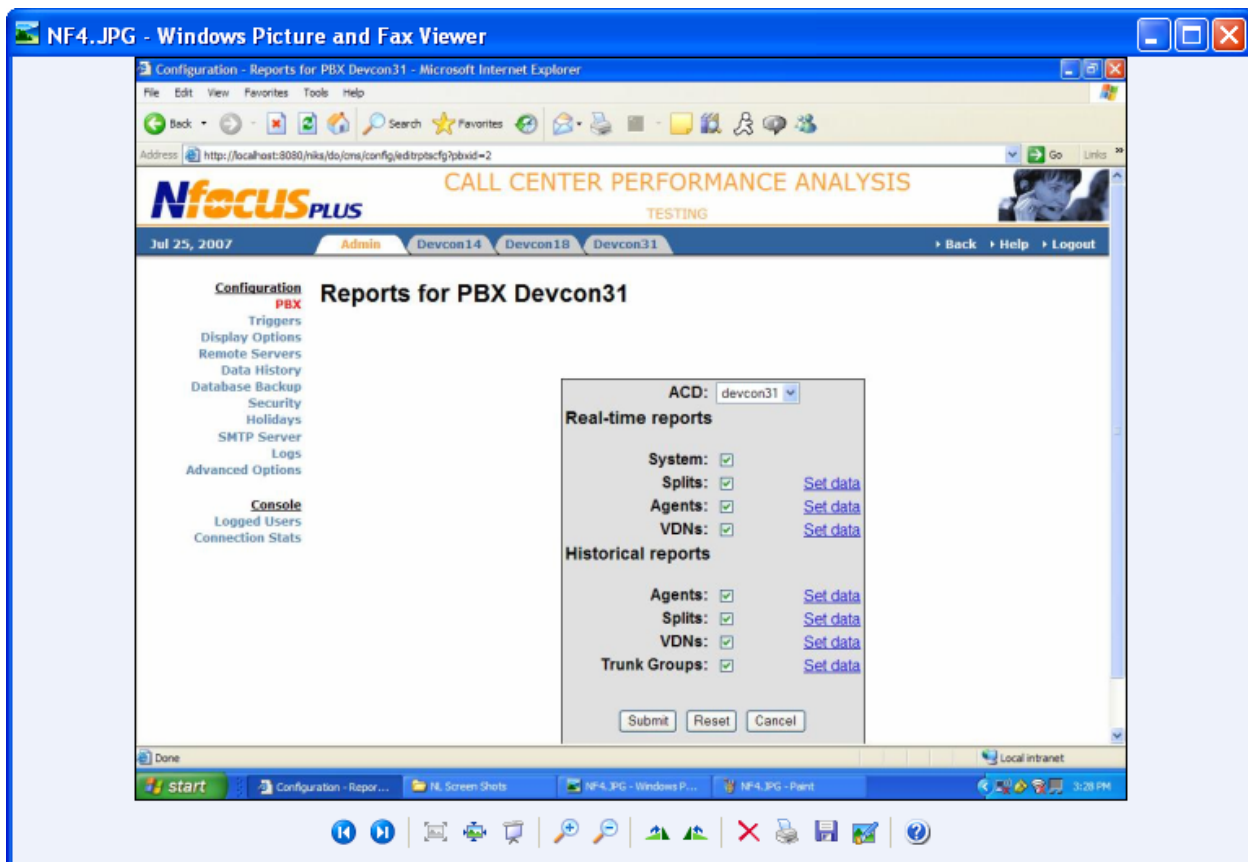 NF4.JPG - Windows Picture and Fax Viewer
Configuration - Reports for PBX Devcon31 - Microsoft Internet Explorer
File Edit View Favorites Tools Help
Back Search Favorites
Address http://localhost:8080/niks/do/cms/config/editrptscfg?pbxid=2 Go Links »
Nfocus PLUS
CALL CENTER PERFORMANCE ANALYSIS
TESTING
Jul 25, 2007 Admin Devcon14 Devcon18 Devcon31 Back Help Logout
Configuration
PBX
Triggers
Display Options
Remote Servers
Data History
Database Backup
Security
Holidays
SMTP Server
Logs
Advanced Options
Console
Logged Users
Connection Stats
Reports for PBX Devcon31
ACD: devcon31
Real-time reports
System:
Splits: Set data
Agents: Set data
VDNs: Set data
Historical reports
Agents: Set data
Splits: Set data
VDNs: Set data
Trunk Groups: Set data
Submit Reset Cancel
Done Local intranet
start Configuration - Repor... NL Screen Shots NF4.JPG - Windows P... NF4.JPG - Paint 3:28 PM